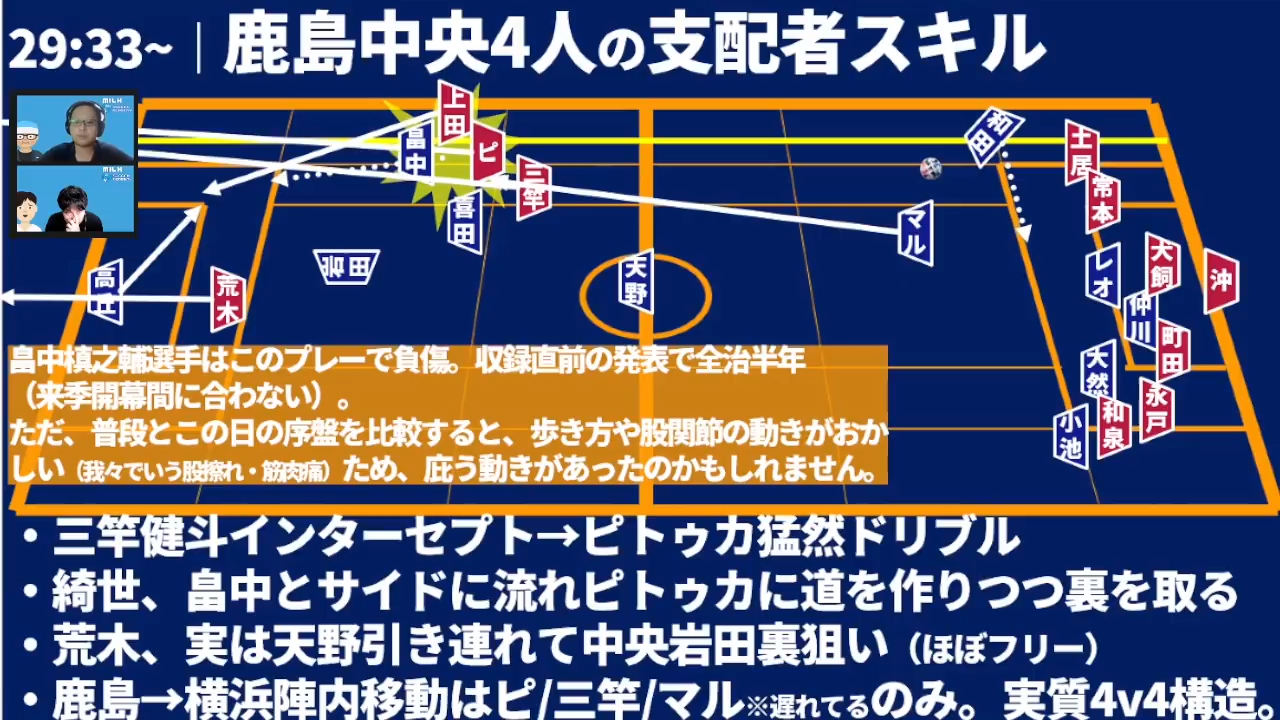 29:33~｜鹿島中央4人の支配者スキル
MILK
MILK
上田
畠中
ピ
三竿
喜田
和田
土居
常本
マル
レオ
大飼
沖
仲川
町田
天野
岩田
高丘
荒木
大然
永戸
和泉
小池
畠中槙之輔選手はこのプレーで負傷。収録直前の発表で全治半年
（来季開幕間に合わない）。
ただ、普段とこの日の序盤を比較すると、歩き方や股関節の動きがおか
しい（我々でいう股擦れ・筋肉痛）ため、庇う動きがあったのかもしれません。
・三竿健斗インターセプト→ピトゥカ猛然ドリブル
・綺世、畠中とサイドに流れピトゥカに道を作りつつ裏を取る
・荒木、実は天野引き連れて中央岩田裏狙い（ほぼフリー）
・鹿島→横浜陣内移動はピ/三竿/マル※遅れてるのみ。実質4v4構造。